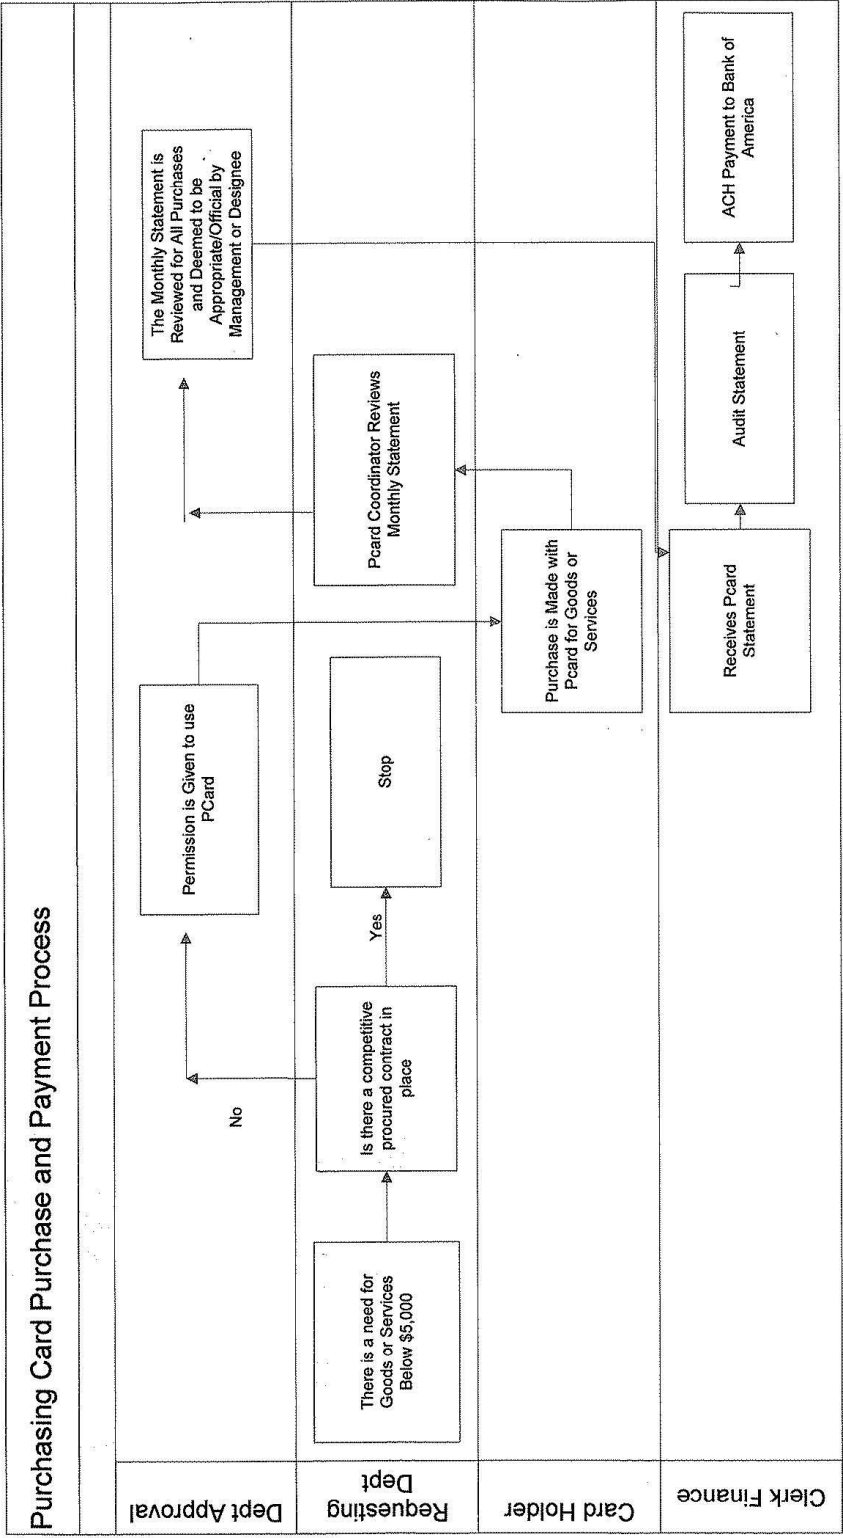 Purchasing Card Purchase and Payment Process
Dept Approval
Permission is Given to use
PCard
The Monthly Statement is
Reviewed for All Purchases
and Deemed to be
Appropriate/Official by
Management or Designee
Requesting
Dept
There is a need for
Goods or Services
Below $5,000
Is there a competitive
procured contract in
place
No
Yes
Stop
Pcard Coordinator Reviews
Monthly Statement
Card Holder
Purchase is Made with
Pcard for Goods or
Services
Clerk Finance
Receives Pcard
Statement
Audit Statement
ACH Payment to Bank of
America